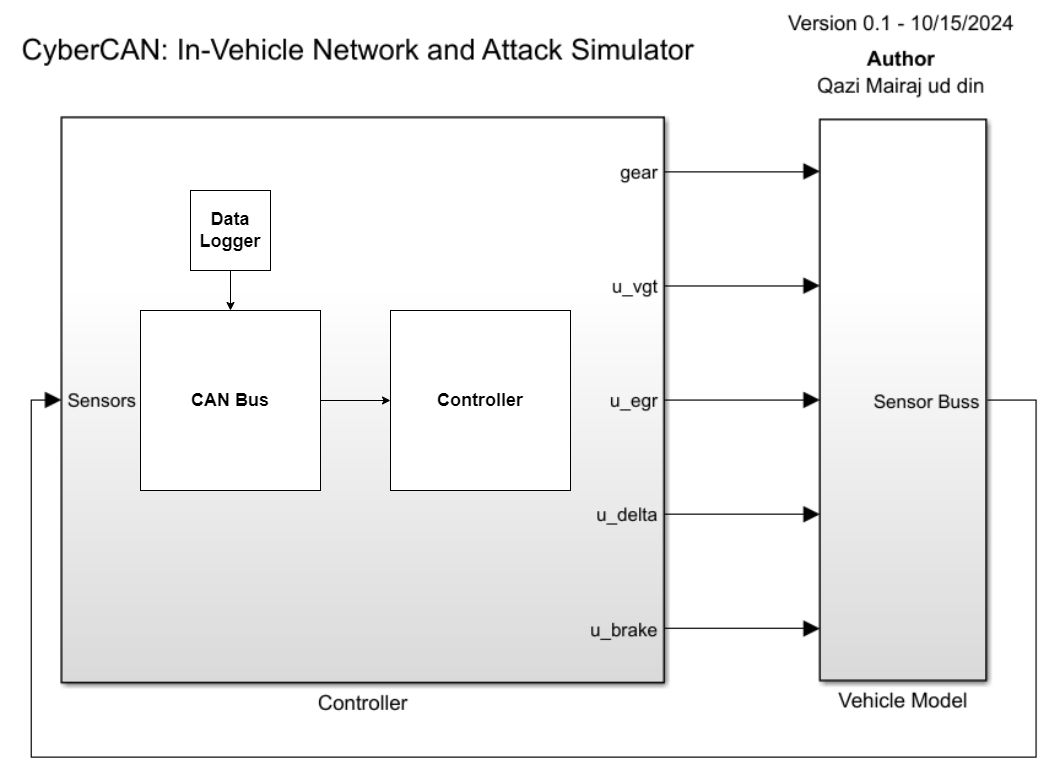 Version 0.1 - 10/15/2024
CyberCAN: In-Vehicle Network and Attack Simulator
Author
Qazi Mairaj ud din
gear
Data
Logger
u_vgt
Sensors
CAN Bus
Controller
u_egr
Sensor Buss
u_delta
u_brake
Controller
Vehicle Model